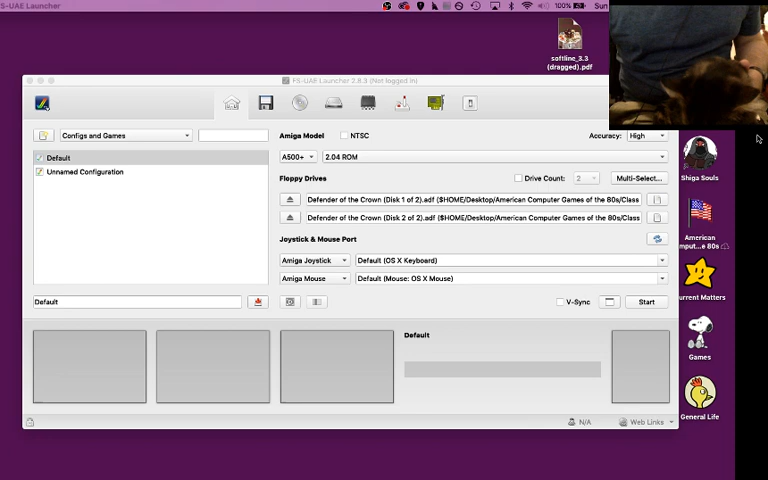 S-UAE Launcher
100%
Sun
softline_3.3
(dragged).pdf
FS-UAE Launcher 2.8.3 (Not logged in)
Configs and Games
Amiga Model
NTSC
Accuracy:
High
Default
Unnamed Configuration
A500+
2.04 ROM
Floppy Drives
Drive Count:
2
Multi-Select...
Defender of the Crown (Disk 1 of 2).adf ($HOME/Desktop/American Computer Games of the 80s/Class
Defender of the Crown (Disk 2 of 2).adf ($HOME/Desktop/American Computer Games of the 80s/Class
Joystick & Mouse Port
Amiga Joystick
Default (OS X Keyboard)
Amiga Mouse
Default (Mouse: OS X Mouse)
Default
V-Sync
Start
Default
N/A
Web Links
Shiga Souls
American
mput...e 80s
urrent Matters
Games
General Life